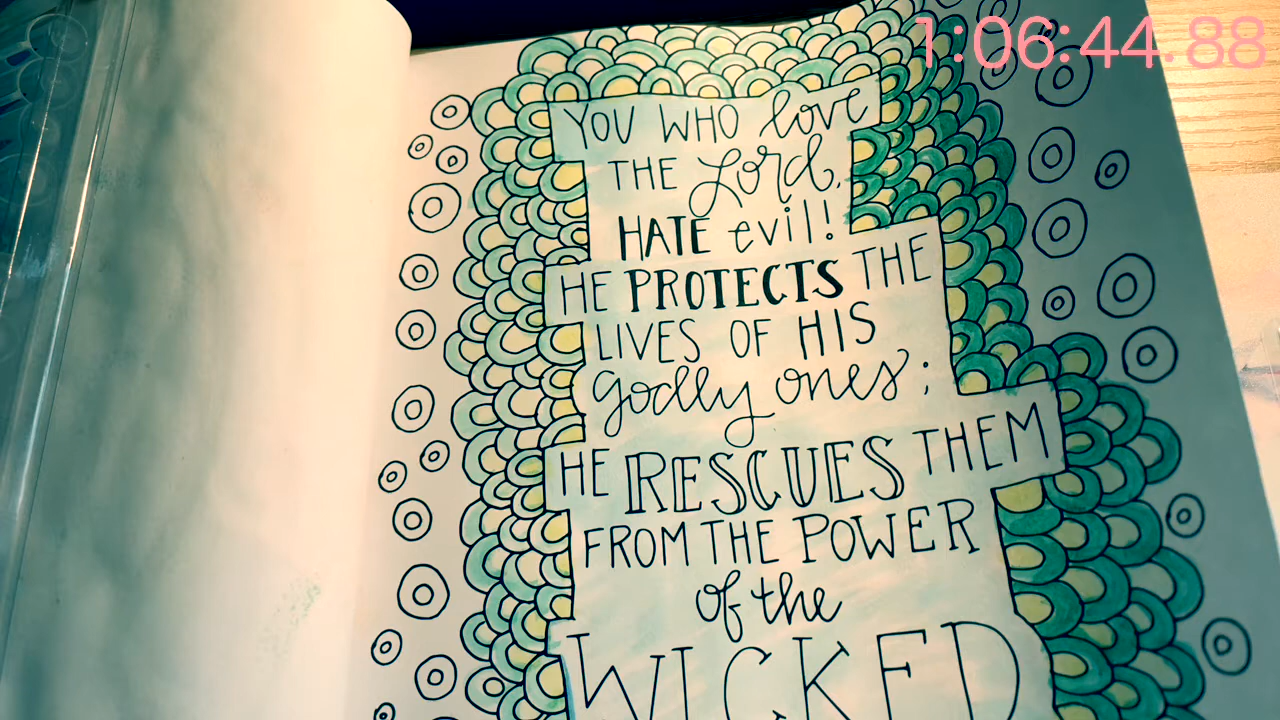 1:06:44.88
YOU WHO love
THE Lord,
HATE evil!
HE PROTECTS THE
LIVES OF HIS
godly ones;
HE RESCUES THEM
FROM THE POWER
of the
WICKED